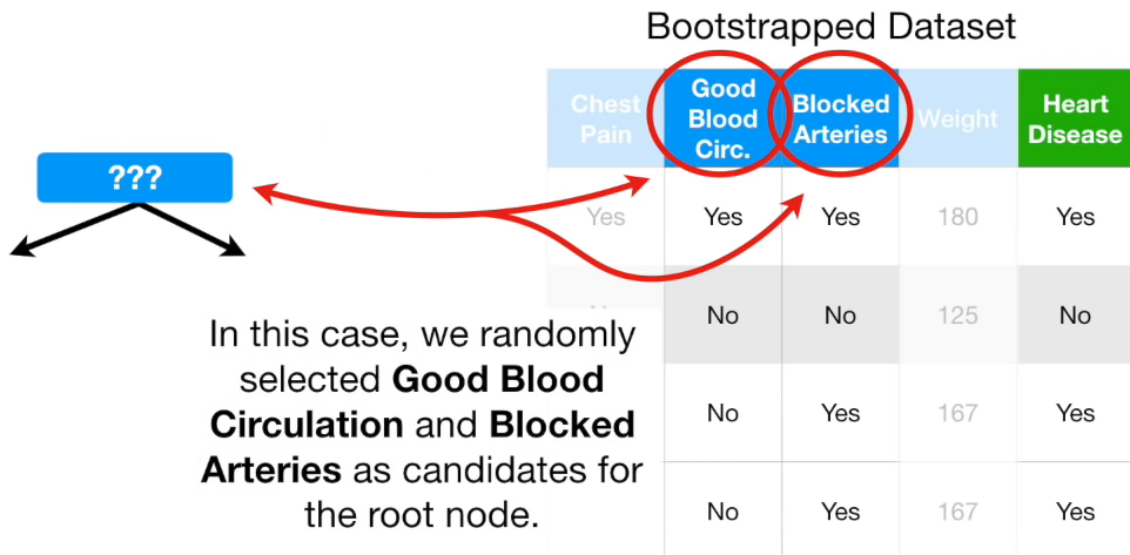 Bootstrapped Dataset
Chest Pain
Good Blood Circ.
Blocked Arteries
Weight
Heart Disease
???
Yes Yes Yes 180 Yes
No No 125 No
In this case, we randomly
selected Good Blood
Circulation and Blocked
Arteries as candidates for
the root node.
No Yes 167 Yes
No Yes 167 Yes